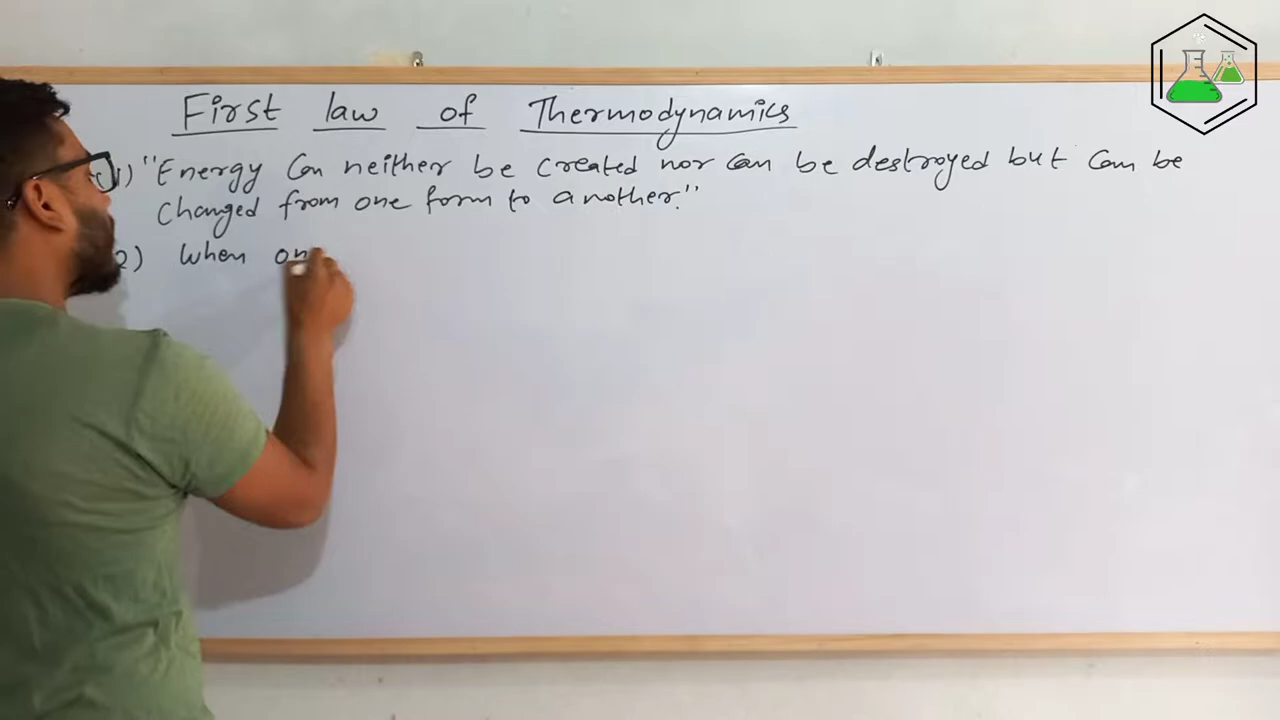 First law of Thermodynamics
1) "Energy Can neither be Created nor Can be destroyed but Can be
Changed from one form to another."
2) When on